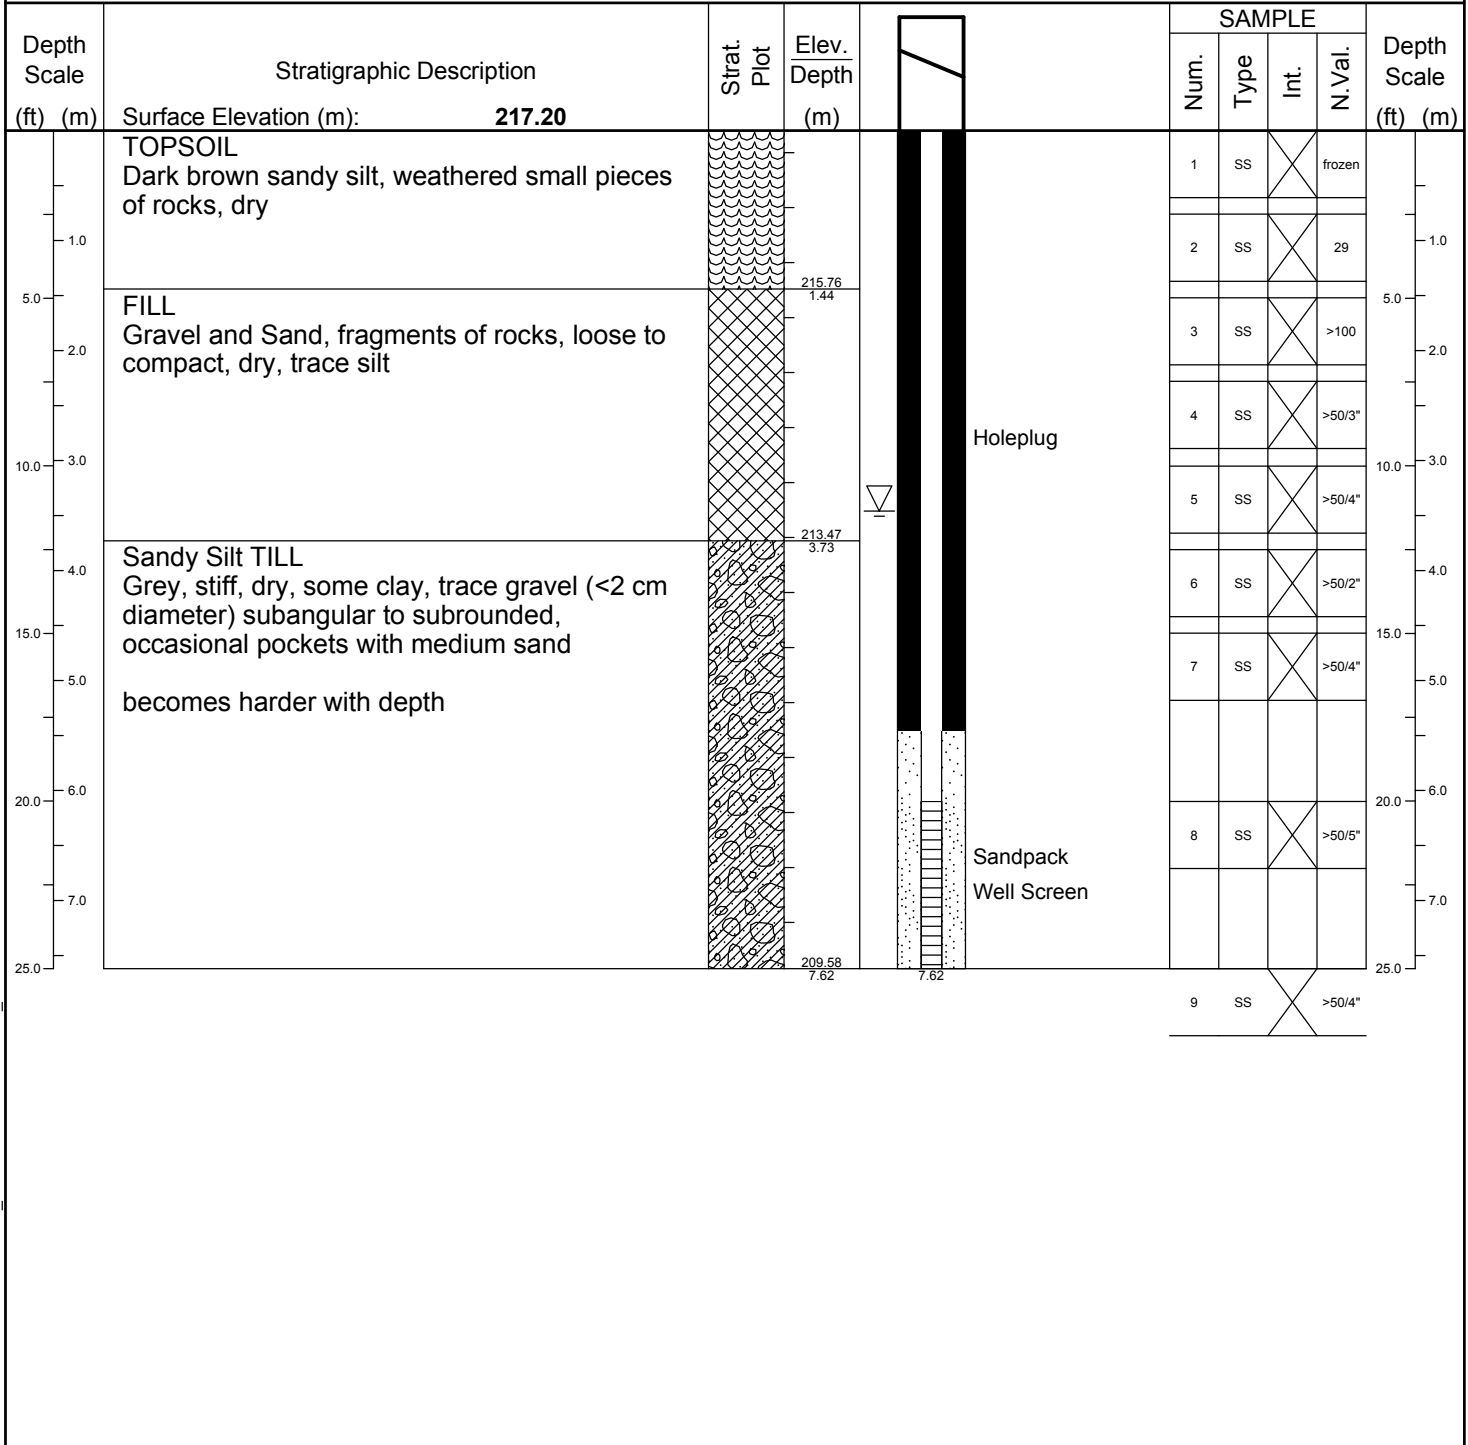 SAMPLE
Depth Scale
Stratigraphic Description
Strat. Plot
Elev. Depth
Num. Type Int. N.Val.
Depth Scale
(ft) (m) Surface Elevation (m): 217.20 (m) (ft) (m)
TOPSOIL
Dark brown sandy silt, weathered small pieces
of rocks, dry
1 SS frozen
1.0 2 SS 29 1.0
215.76
1.44
5.0 5.0
FILL
Gravel and Sand, fragments of rocks, loose to
compact, dry, trace silt
3 SS >100
2.0 2.0
4 SS >50/3"
Holeplug
10.0 3.0 10.0 3.0
5 SS >50/4"
213.47
3.73
Sandy Silt TILL
Grey, stiff, dry, some clay, trace gravel (<2 cm
diameter) subangular to subrounded,
occasional pockets with medium sand
4.0 6 SS >50/2" 4.0
15.0 15.0
7 SS >50/4"
5.0 5.0
becomes harder with depth
20.0 6.0 20.0 6.0
8 SS >50/5"
Sandpack
Well Screen
7.0 7.0
25.0 209.58 25.0
7.62 7.62
9 SS >50/4"